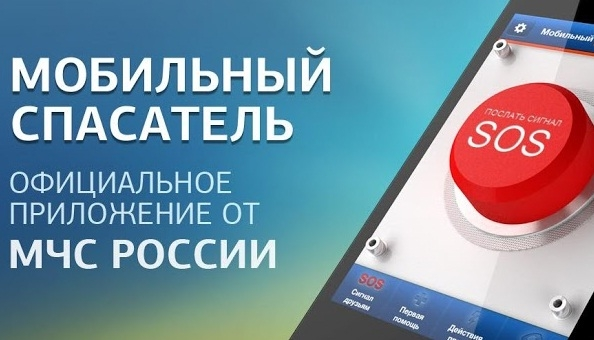 МОБИЛЬНЫЙ
СПАСАТЕЛЬ
ОФИЦИАЛЬНОЕ
ПРИЛОЖЕНИЕ ОТ
МЧС РОССИИ
Мобильный
ПОСЛАТЬ СИГНАЛ
SOS
SOS
Сигнал
друзьям
Первая
помощь
Действия